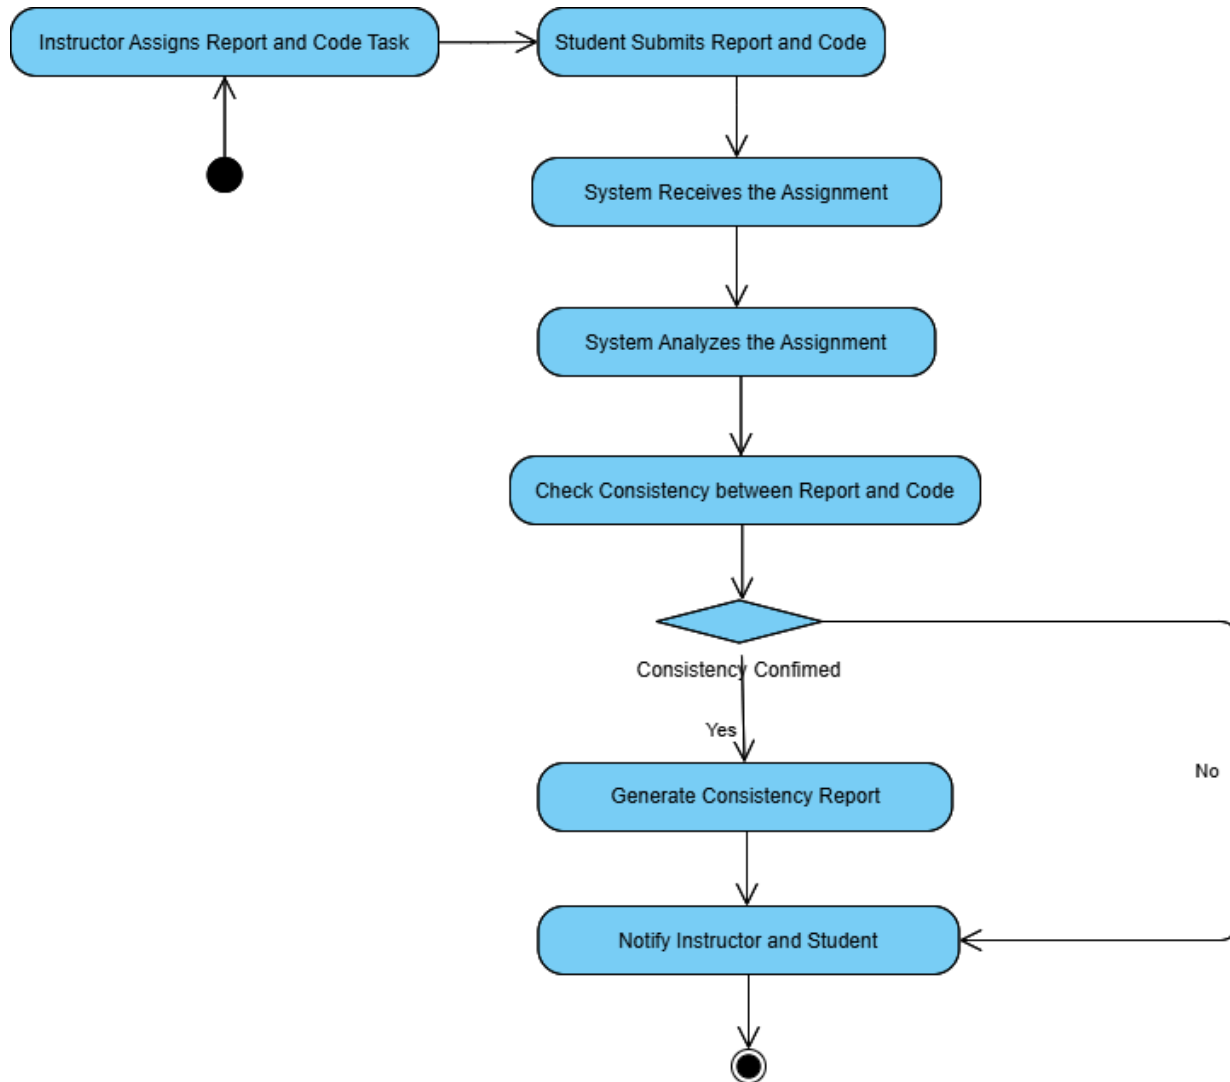 Instructor Assigns Report and Code Task
Student Submits Report and Code
System Receives the Assignment
System Analyzes the Assignment
Check Consistency between Report and Code
Consistency Confimed
Yes
No
Generate Consistency Report
Notify Instructor and Student